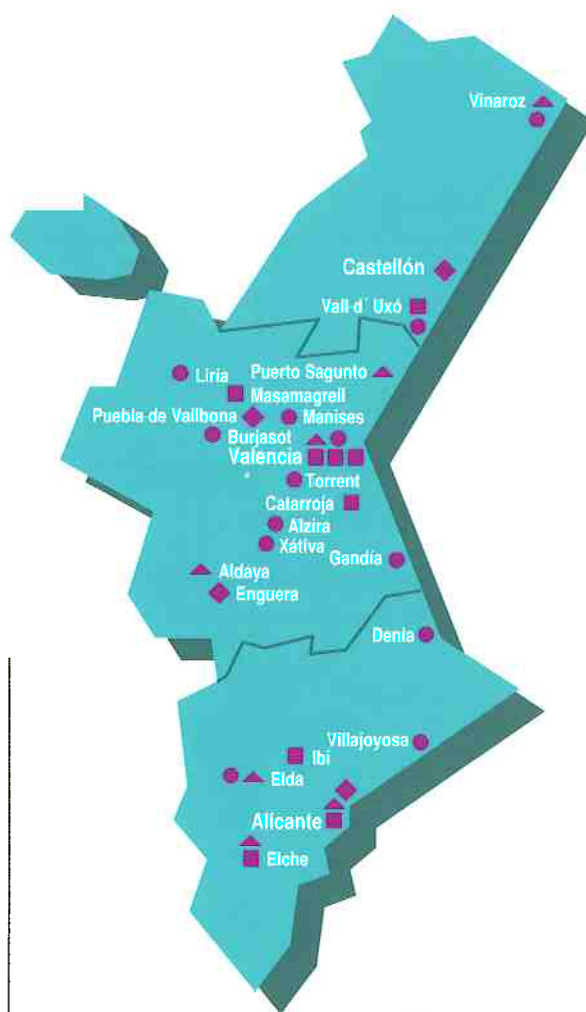 Vinaroz
Castellón
Vall d´ Uxó
Puerto Sagunto
Liria
Masamagrell
Puebla de Vallbona
Manises
Burjasot
Valencia
Torrent
Catarroja
Alzira
Xátiva
Gandía
Aldaya
Enguera
Denia
Villajoyosa
Ibi
Elda
Alicante
Elche